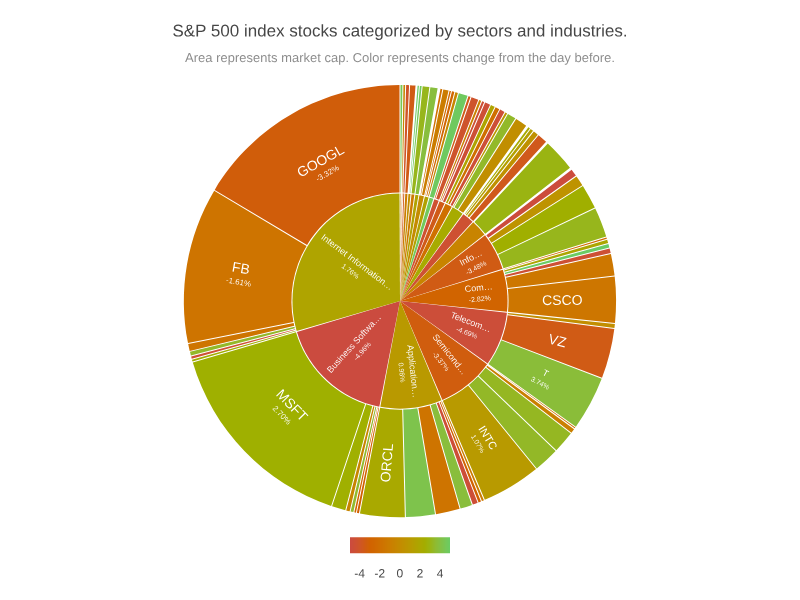 S&P 500 index stocks categorized by sectors and industries.
Area represents market cap. Color represents change from the day before.
GOOGL
-3.32%
FB
-1.61%
Internet Information…
1.76%
Info…
-3.48%
Com…
-2.82%
CSCO
Telecom…
-4.69%
VZ
T
3.74%
Business Softwa…
-4.96%
Application…
0.96%
Semicond…
-3.37%
MSFT
2.70%
ORCL
INTC
1.07%
-4 -2 0 2 4